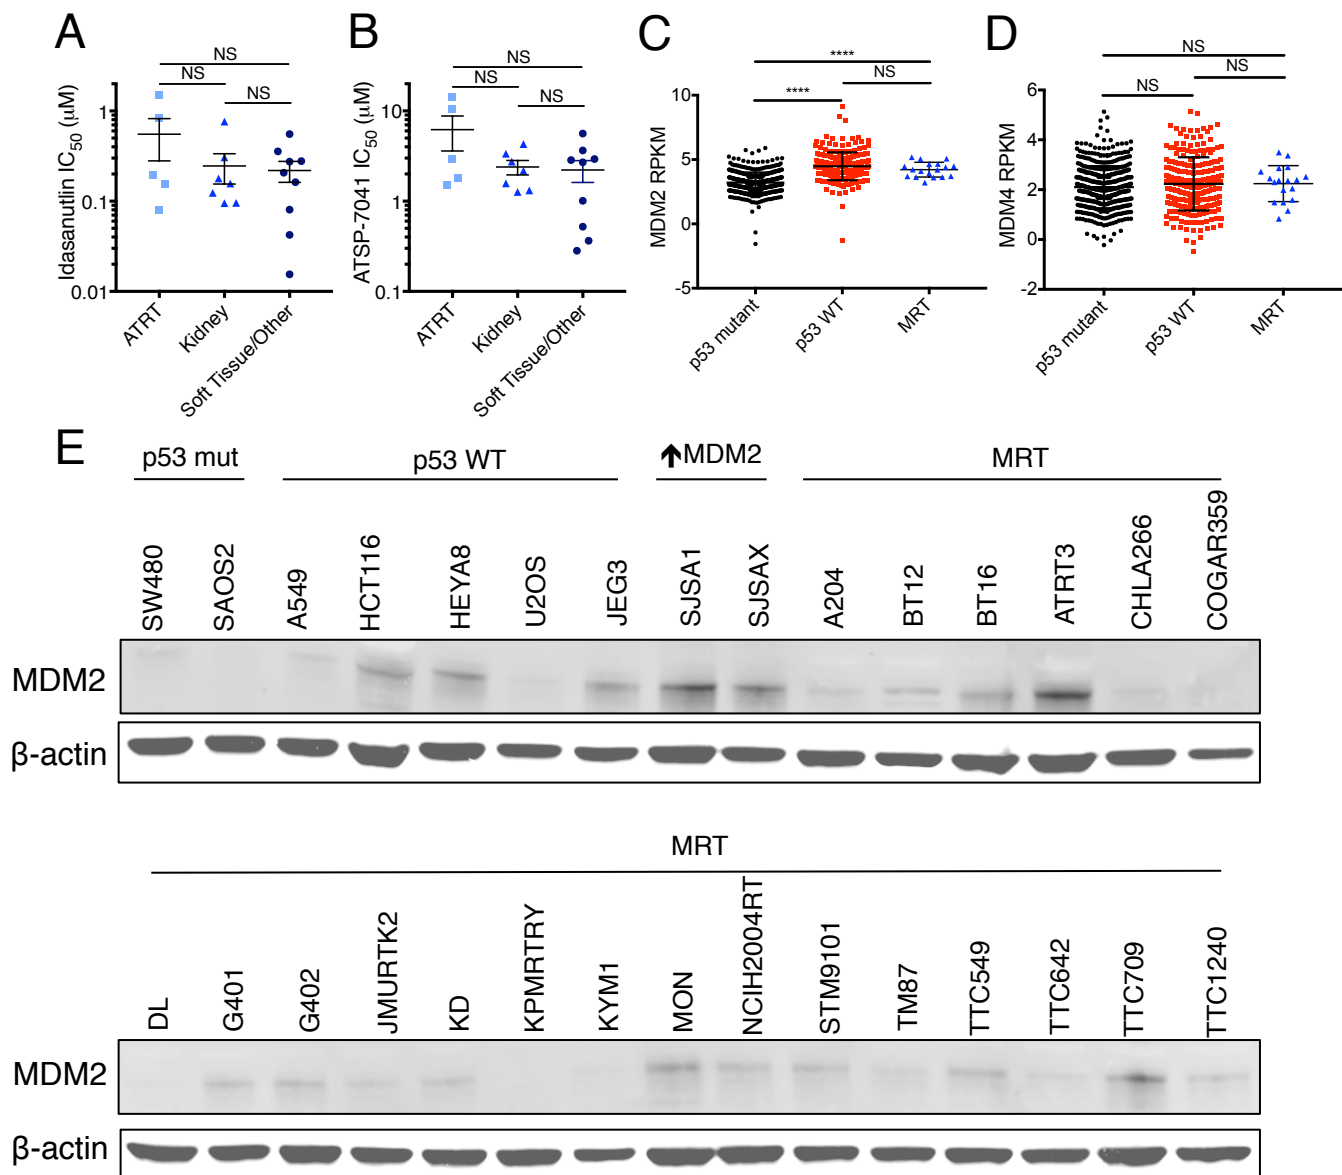 A
NS
NS
NS
Idasanutlin IC50 (μM)
1
0.1
0.01
ATRT
Kidney
Soft Tissue/Other
B
NS
NS
NS
ATSP-7041 IC50 (μM)
10
1
0.1
ATRT
Kidney
Soft Tissue/Other
C
****
NS
****
MDM2 RPKM
10
5
0
-5
p53 mutant
p53 WT
MRT
D
NS
NS
NS
MDM4 RPKM
6
4
2
0
-2
p53 mutant
p53 WT
MRT
E
p53 mut
p53 WT
↑MDM2
MRT
SW480
SAOS2
A549
HCT116
HEYA8
U2OS
JEG3
SJSA1
SJSAX
A204
BT12
BT16
ATRT3
CHLA266
COGAR359
MDM2
β-actin
MRT
DL
G401
G402
JMURTK2
KD
KPMRTRY
KYM1
MON
NCIH2004RT
STM9101
TM87
TTC549
TTC642
TTC709
TTC1240
MDM2
β-actin